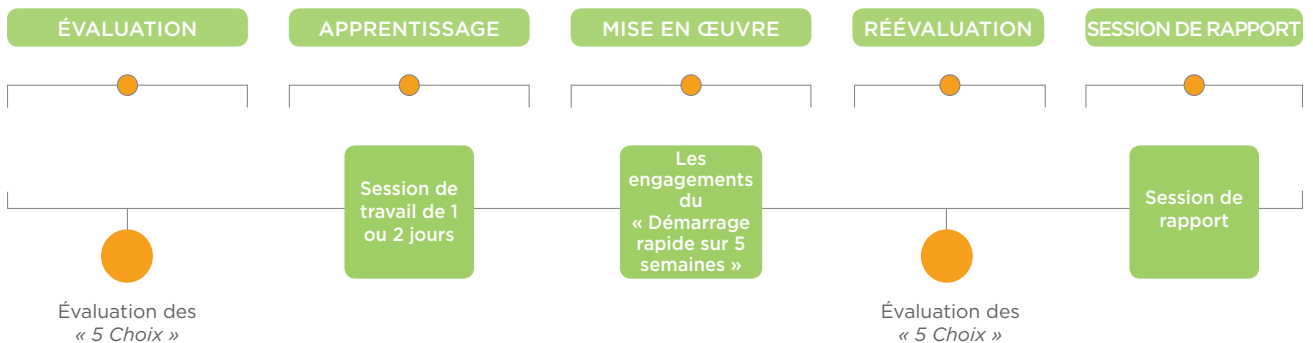 ÉVALUATION
APPRENTISSAGE
MISE EN ŒUVRE
RÉÉVALUATION
SESSION DE RAPPORT
Session de
travail de 1
ou 2 jours
Les
engagements
du
« Démarrage
rapide sur 5
semaines »
Session de
rapport
Évaluation des
« 5 Choix »
Évaluation des
« 5 Choix »